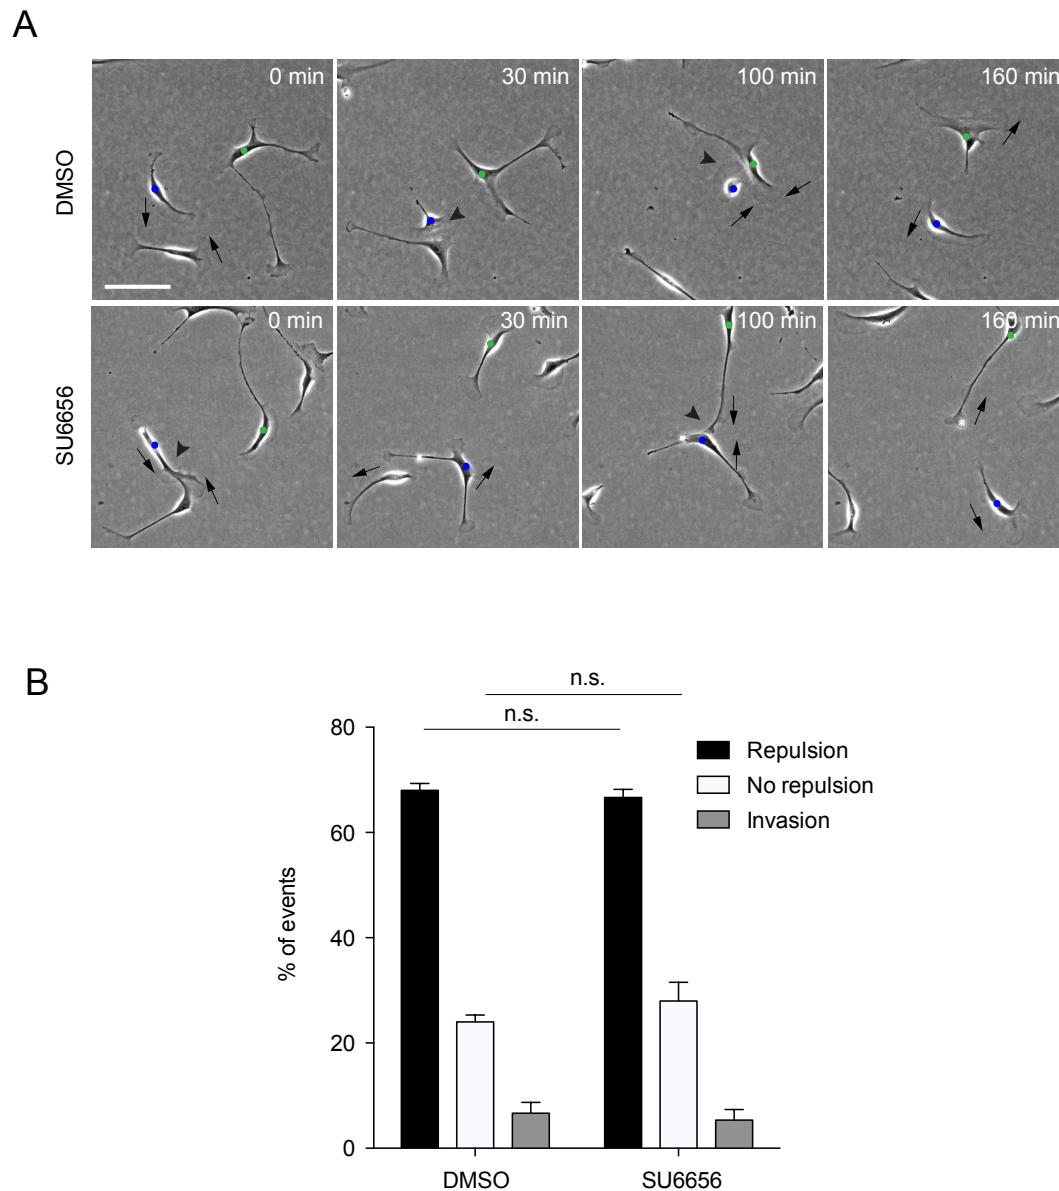 A
DMSO
0 min
30 min
100 min
160 min
SU6656
0 min
30 min
100 min
160 min
B
n.s.
n.s.
80
60
40
20
0
% of events
Repulsion
No repulsion
Invasion
DMSO
SU6656